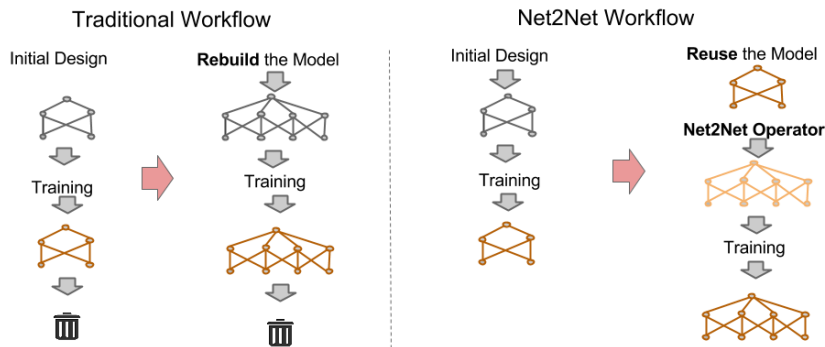 Traditional Workflow
Initial Design
Rebuild the Model
Training
Training
Net2Net Workflow
Initial Design
Reuse the Model
Net2Net Operator
Training
Training